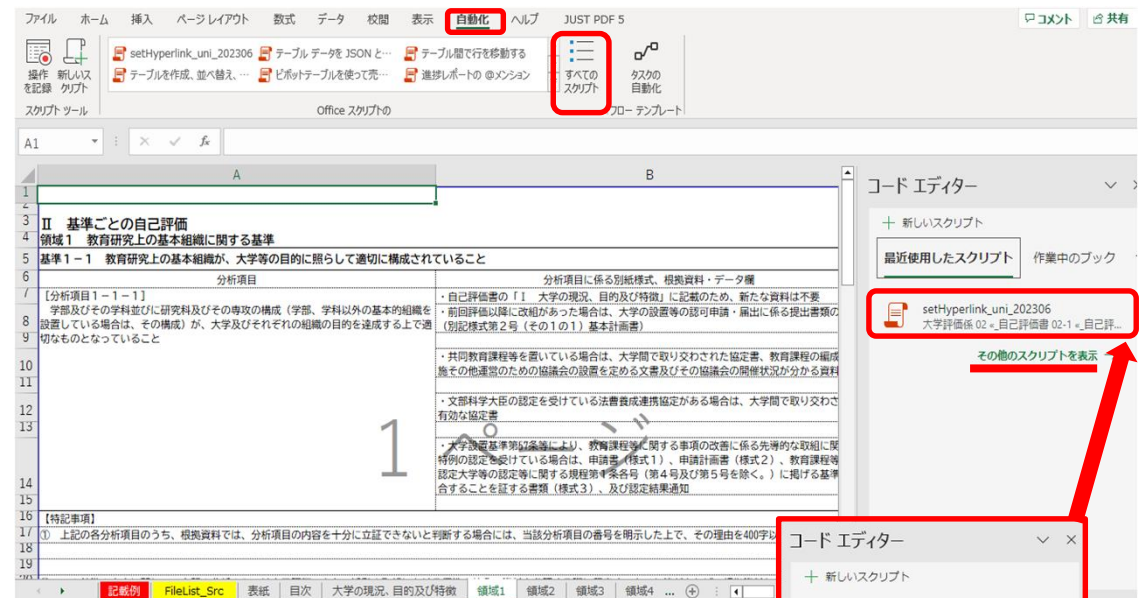 ファイル ホーム 挿入 ページ レイアウト 数式 データ 校閲 表示 自動化 ヘルプ JUST PDF 5 コメント 共有
setHyperlink_uni_202306 テーブル データを JSON と… テーブル間で行を移動する
テーブルを作成、並べ替え、… ピボットテーブルを使って売… 進捗レポートの @メンション
操作を記録 新しいスクリプト すべてのスクリプト タスクの自動化
スクリプト ツール Office スクリプトの フロー テンプレート
A1 fx
A B
コード エディター
1
2
3 Ⅱ 基準ごとの自己評価
4 領域1 教育研究上の基本組織に関する基準
5 基準1-1 教育研究上の基本組織が、大学等の目的に照らして適切に構成されていること
6 分析項目 分析項目に係る別紙様式、根拠資料・データ欄
7 [分析項目1-1-1] ・自己評価書の「Ⅰ 大学の現況、目的及び特徴」に記載のため、新たな資料は不要
学部及びその学科並びに研究科及びその専攻の構成(学部、学科以外の基本的組織を ・前回評価以降に改組があった場合は、大学の設置等の認可申請・届出に係る提出書類の
8 設置している場合は、その構成)が、大学及びそれぞれの組織の目的を達成する上で適 (別記様式第2号(その1の1)基本計画書)
9 切なものとなっていること
・共同教育課程等を置いている場合は、大学間で取り交わされた協定書、教育課程の編成
10 施その他運営のための協議会の設置を定める文書及びその協議会の開催状況が分かる資料
11
・文部科学大臣の認定を受けている法曹養成連携協定がある場合は、大学間で取り交わさ
12 有効な協定書
13
1 ページ
・大学設置基準第57条等により、教育課程等に関する事項の改善に係る先導的な取組に関
特例の認定を受けている場合は、申請書(様式1)、申請計画書(様式2)、教育課程等
14 認定大学等の認定等に関する規程第4条各号(第4号及び第5号を除く。)に掲げる基準
合することを証する書類(様式3)、及び認定結果通知
15
16 【特記事項】
17 ① 上記の各分析項目のうち、根拠資料では、分析項目の内容を十分に立証できないと判断する場合には、当該分析項目の番号を明示した上で、その理由を400字以
18
19
記載例 FileList_Src 表紙 目次 大学の現況、目的及び特徴 領域1 領域2 領域3 領域4 ...
新しいスクリプト
最近使用したスクリプト 作業中のブック
setHyperlink_uni_202306
大学評価係 02 «_自己評価書 02-1 «_自己評...
その他のスクリプトを表示
コード エディター
新しいスクリプト